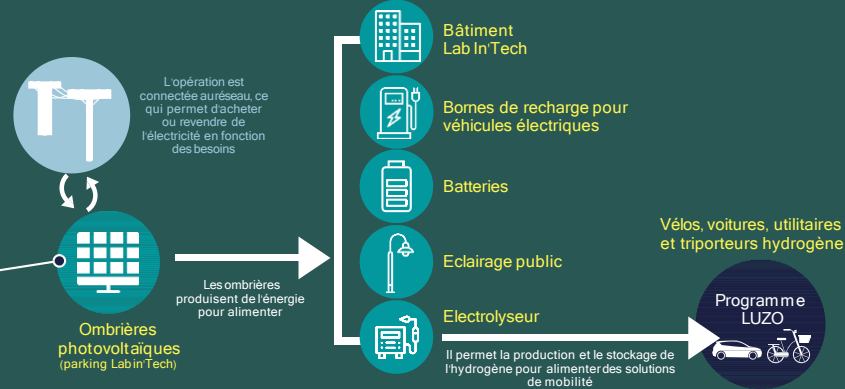 L'opération est
connectée au réseau, ce
qui permet d'acheter
ou revendre de
l'électricité en fonction
des besoins
Ombrières
photovoltaïques
(parking Lab in'Tech)
Les ombrières
produisent de l'énergie
pour alimenter
Bâtiment
Lab In'Tech
Bornes de recharge pour
véhicules électriques
Batteries
Eclairage public
Electrolyseur
Il permet la production et le stockage de
l'hydrogène pour alimenter des solutions
de mobilité
Vélos, voitures, utilitaires
et triporteurs hydrogène
Programme
LUZO